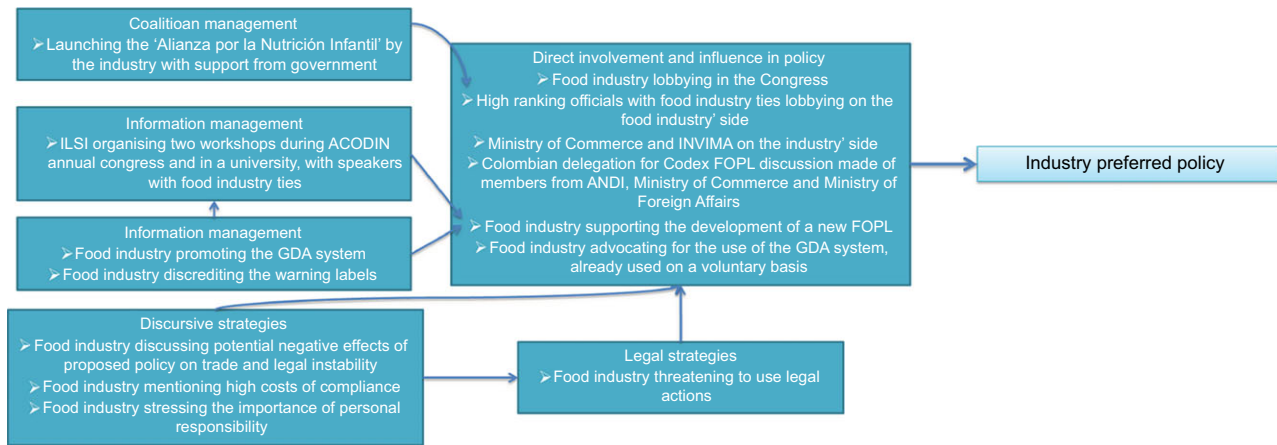 Coalitioan management
➢Launching the 'Alianza por la Nutrición Infantil' by
the industry with support from government
Information management
➢ILSI organising two workshops during ACODIN
annual congress and in a university, with speakers
with food industry ties
Information management
➢Food industry promoting the GDA system
➢Food industry discrediting the warning labels
Discursive strategies
➢Food industry discussing potential negative effects of
proposed policy on trade and legal instability
➢Food industry mentioning high costs of compliance
➢Food industry stressing the importance of personal
responsibility
Legal strategies
➢Food industry threatening to use legal
actions
Direct involvement and influence in policy
➢Food industry lobbying in the Congress
➢High ranking officials with food industry ties lobbying on the
food industry' side
➢Ministry of Commerce and INVIMA on the industry' side
➢Colombian delegation for Codex FOPL discussion made of
members from ANDI, Ministry of Commerce and Ministry of
Foreign Affairs
➢Food industry supporting the development of a new FOPL
➢Food industry advocating for the use of the GDA system,
already used on a voluntary basis
Industry preferred policy